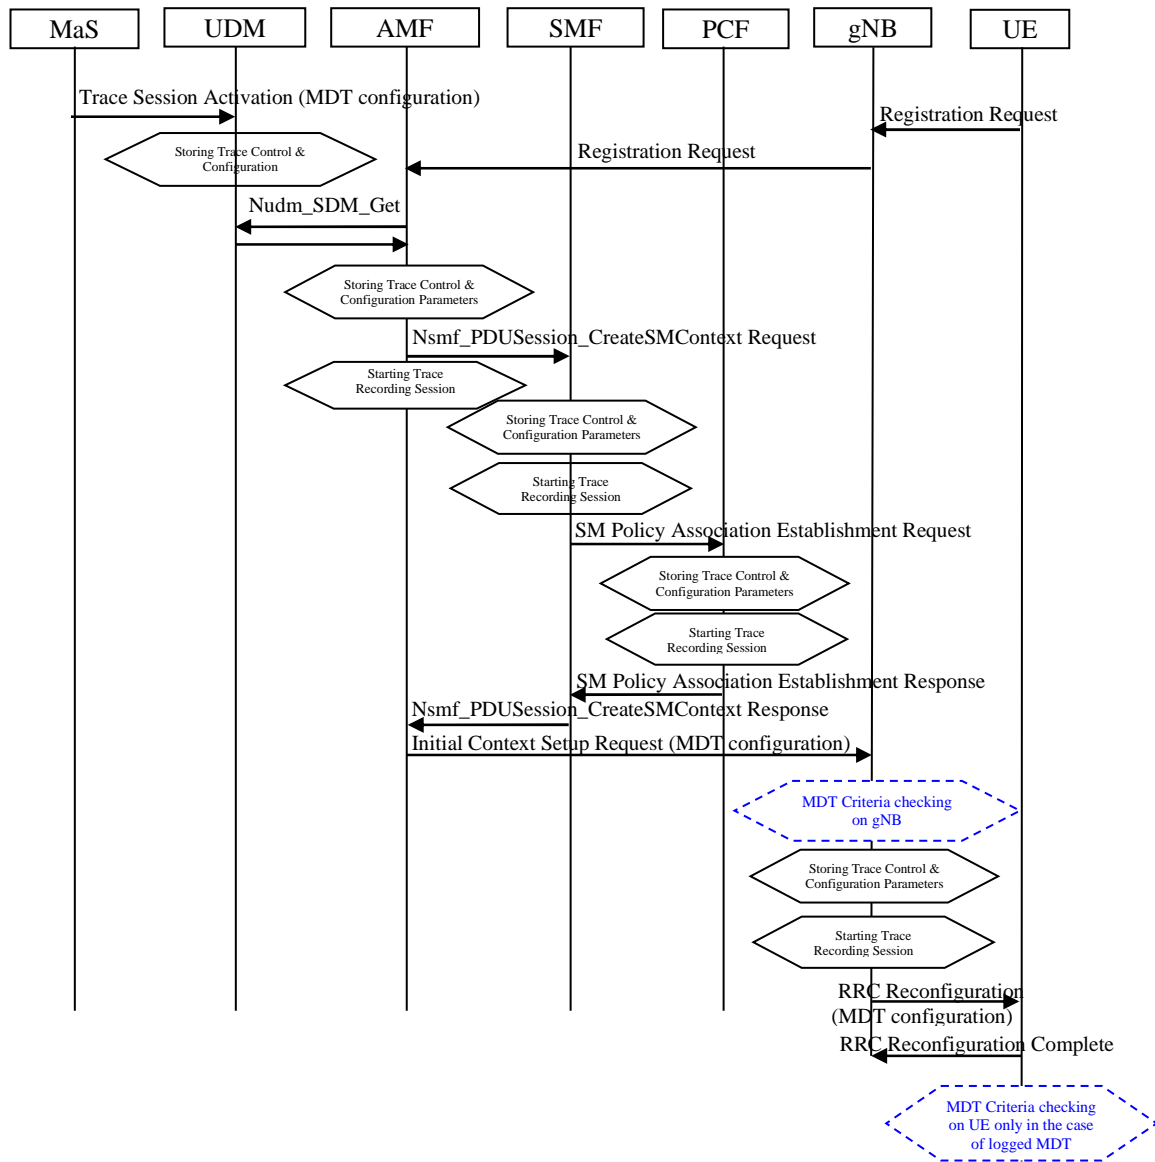 MaS
UDM
AMF
SMF
PCF
gNB
UE
Trace Session Activation (MDT configuration)
Registration Request
Storing Trace Control &
Configuration
Registration Request
Nudm_SDM_Get
Storing Trace Control &
Configuration Parameters
Nsmf_PDUSession_CreateSMContext Request
Starting Trace
Recording Session
Storing Trace Control &
Configuration Parameters
Starting Trace
Recording Session
SM Policy Association Establishment Request
Storing Trace Control &
Configuration Parameters
Starting Trace
Recording Session
SM Policy Association Establishment Response
Nsmf_PDUSession_CreateSMContext Response
Initial Context Setup Request (MDT configuration)
MDT Criteria checking
on gNB
Storing Trace Control &
Configuration Parameters
Starting Trace
Recording Session
RRC Reconfiguration
(MDT configuration)
RRC Reconfiguration Complete
MDT Criteria checking
on UE only in the case
of logged MDT